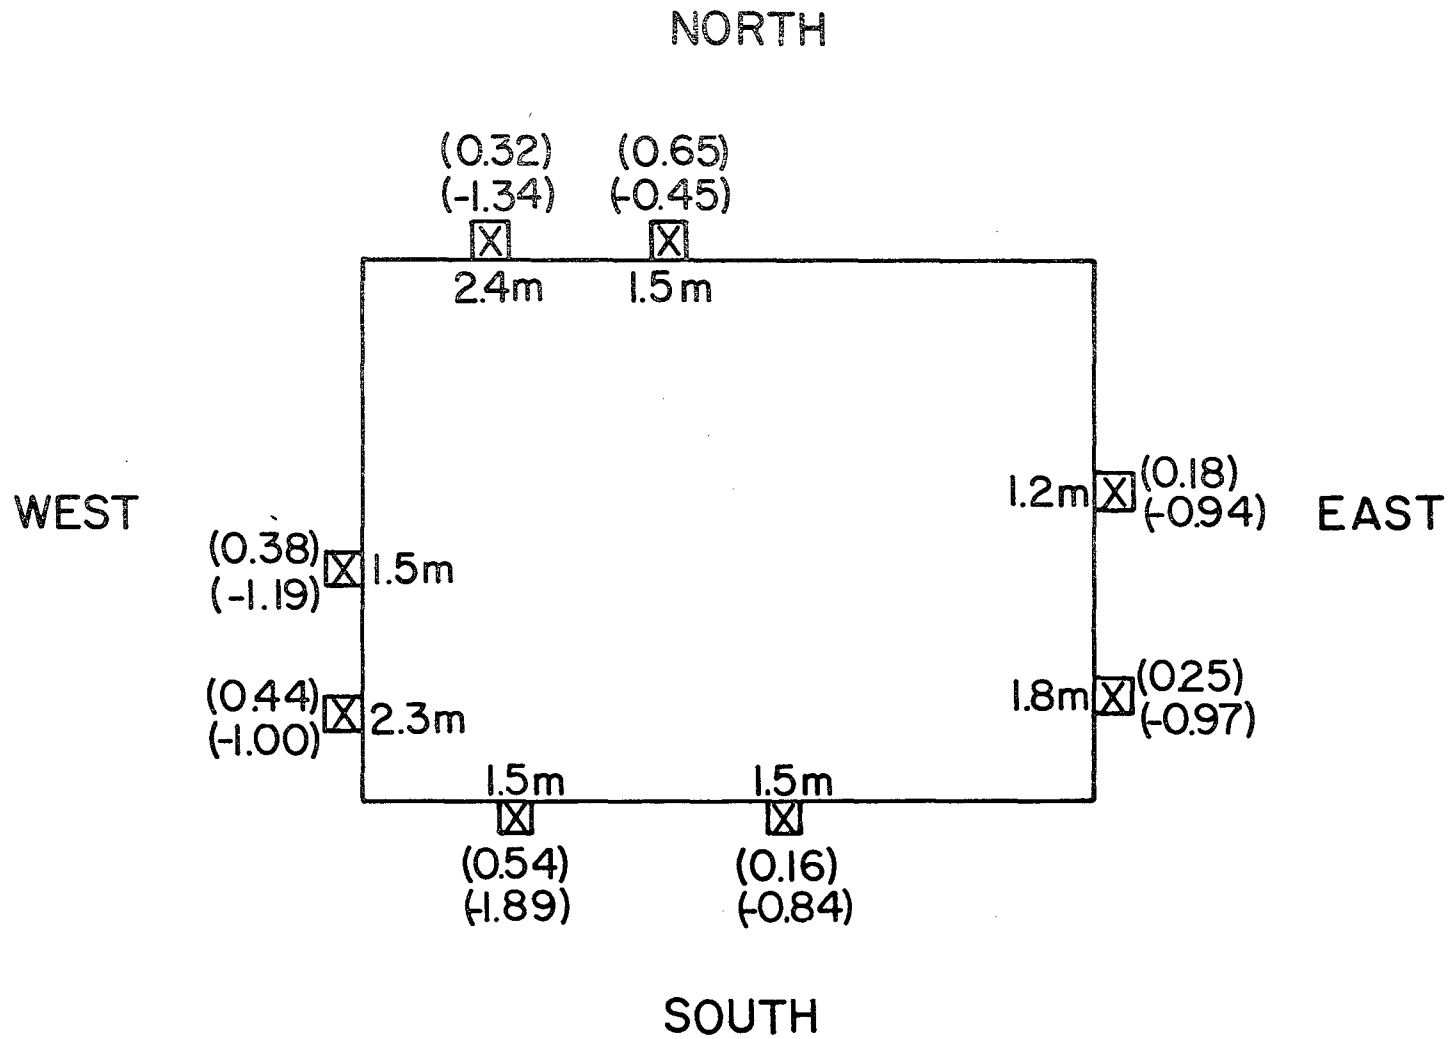 NORTH
(0.32)
(-1.34)
(0.65)
(-0.45)
X
X
2.4m
1.5m
WEST
(0.38)
(-1.19)
X
1.5m
1.2m
X
(0.18)
(-0.94)
EAST
(0.44)
(-1.00)
X
2.3m
1.8m
X
(0.25)
(-0.97)
1.5m
1.5m
X
X
(0.54)
(-1.89)
(0.16)
(-0.84)
SOUTH